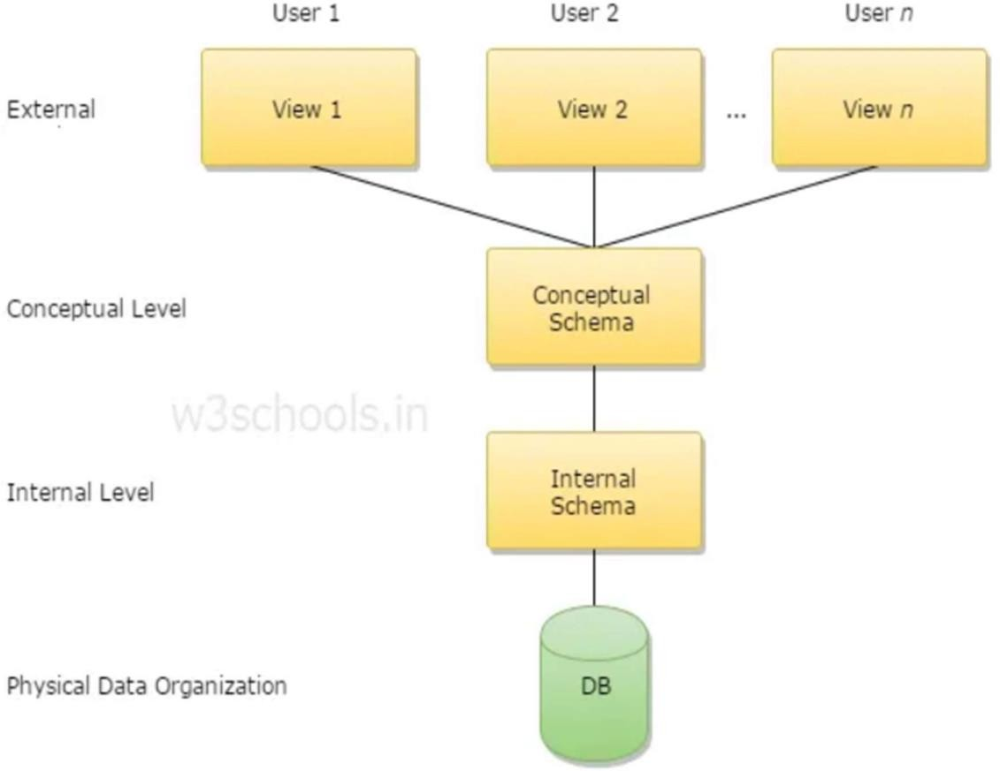 User 1
User 2
User n
External
View 1
View 2
...
View n
Conceptual Level
Conceptual
Schema
w3schools.in
Internal Level
Internal
Schema
Physical Data Organization
DB